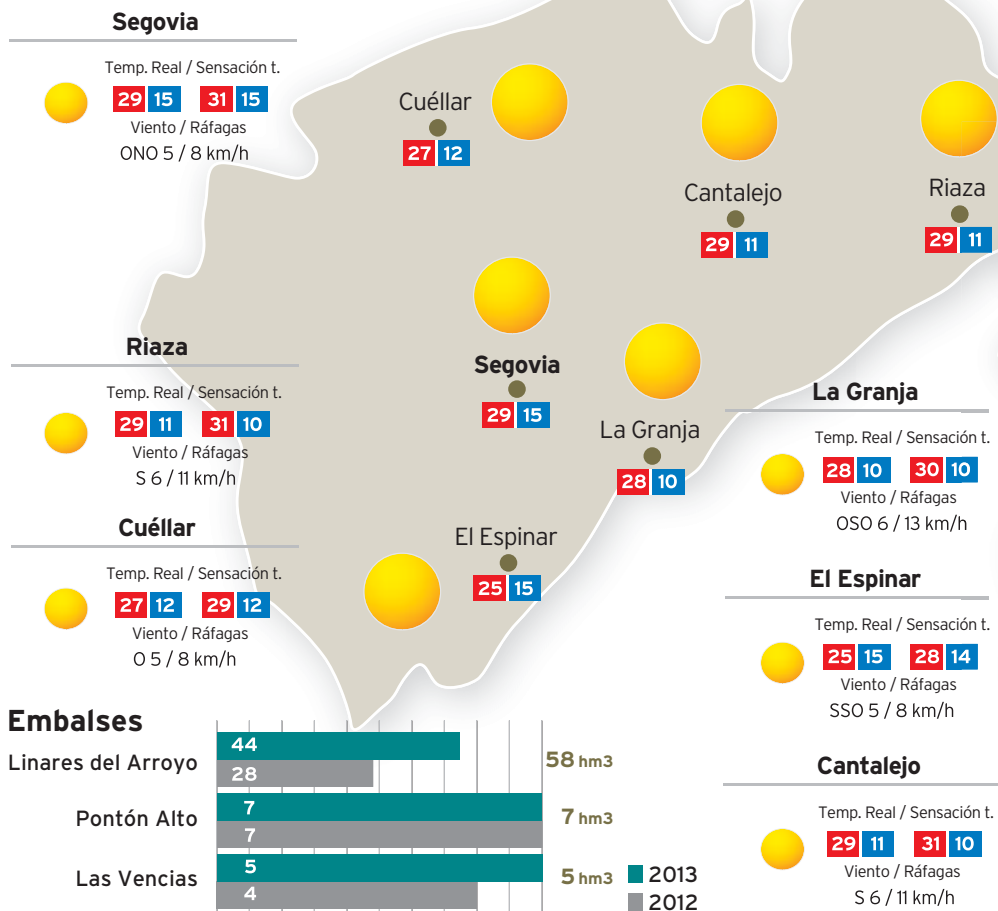 Segovia
Temp. Real / Sensación t.
29 15 31 15
Viento / Ráfagas
ONO 5 / 8 km/h
Cuéllar
27 12
Cantalejo
29 11
Riaza
29 11
Segovia
29 15
La Granja
28 10
El Espinar
25 15
Riaza
Temp. Real / Sensación t.
29 11 31 10
Viento / Ráfagas
S 6 / 11 km/h
Cuéllar
Temp. Real / Sensación t.
27 12 29 12
Viento / Ráfagas
O 5 / 8 km/h
La Granja
Temp. Real / Sensación t.
28 10 30 10
Viento / Ráfagas
OSO 6 / 13 km/h
El Espinar
Temp. Real / Sensación t.
25 15 28 14
Viento / Ráfagas
SSO 5 / 8 km/h
Cantalejo
Temp. Real / Sensación t.
29 11 31 10
Viento / Ráfagas
S 6 / 11 km/h
Embalses
Linares del Arroyo
44
28
58 hm3
Pontón Alto
7
7
7 hm3
Las Vencias
5
4
5 hm3
2013
2012